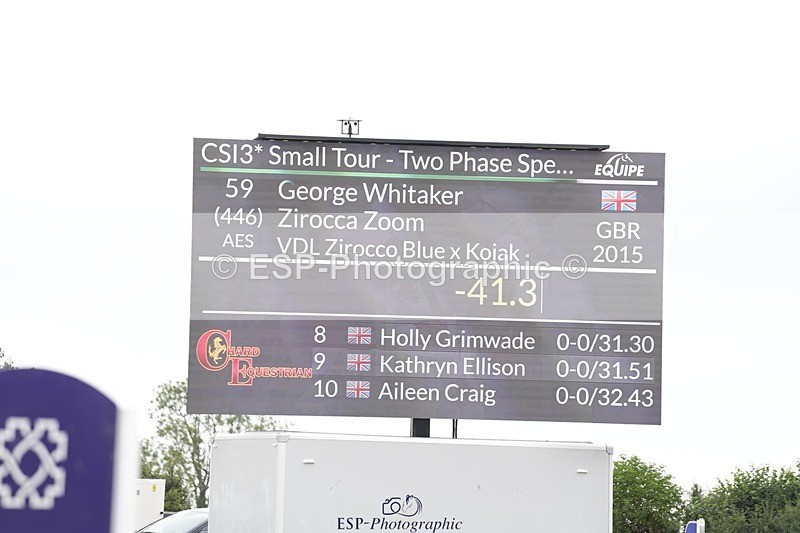 CSI3* Small Tour - Two Phase Spe...
EQUIPE
59 George Whitaker
(446) Zirocca Zoom GBR
AES VDL Zirocco Blue x Kojak 2015
© ESP-Photographic ©
-41.3
CHARD
EQUESTRIAN
8 Holly Grimwade 0-0/31.30
9 Kathryn Ellison 0-0/31.51
10 Aileen Craig 0-0/32.43
ESP-Photographic